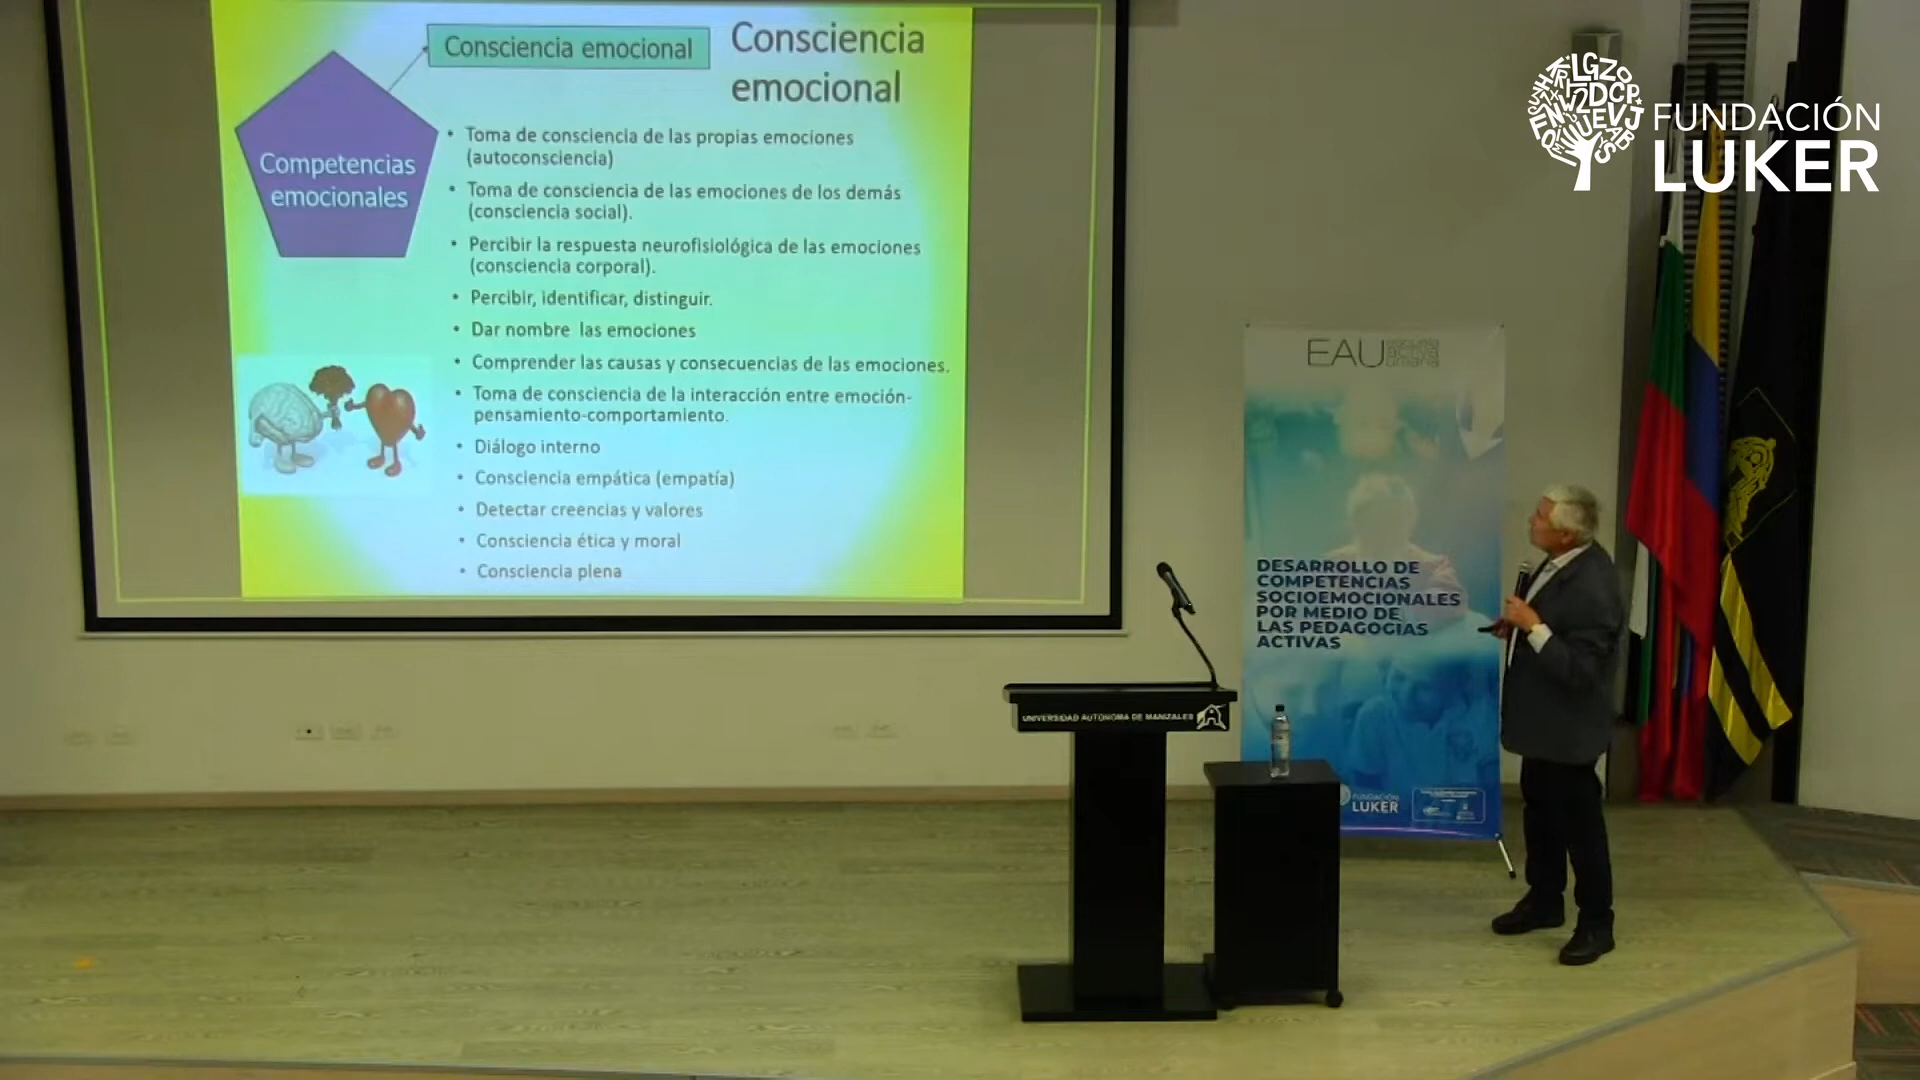 Consciencia emocional
Consciencia
emocional
Competencias
emocionales
• Toma de consciencia de las propias emociones
(autoconsciencia)
• Toma de consciencia de las emociones de los demás
(consciencia social).
• Percibir la respuesta neurofisiológica de las emociones
(consciencia corporal).
• Percibir, identificar, distinguir.
• Dar nombre las emociones
• Comprender las causas y consecuencias de las emociones.
• Toma de consciencia de la interacción entre emoción-
pensamiento-comportamiento.
• Diálogo interno
• Consciencia empática (empatía)
• Detectar creencias y valores
• Consciencia ética y moral
• Consciencia plena
FUNDACIÓN
LUKER
EAU
escuela
activa
urbana
DESARROLLO DE
COMPETENCIAS
SOCIOEMOCIONALES
POR MEDIO DE
LAS PEDAGOGÍAS
ACTIVAS
FUNDACIÓN
LUKER
UNIVERSIDAD AUTÓNOMA DE MANIZALES